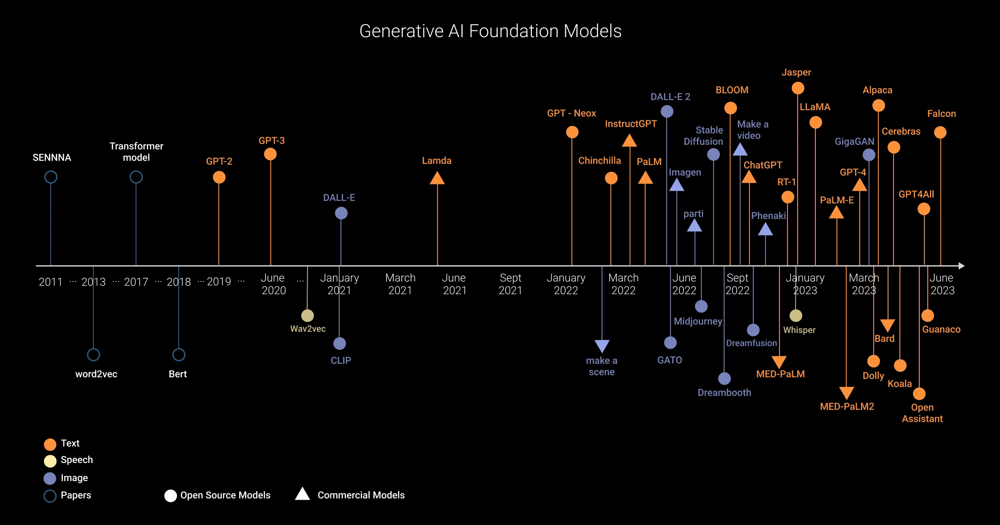 Generative AI Foundation Models
Jasper
BLOOM
Alpaca
DALL-E 2
LLaMA
GPT - Neox
Falcon
InstructGPT
Make a
video
Stable
Diffusion
Cerebras
GPT-3
GigaGAN
Transformer
model
SENNNA
GPT-2
Lamda
Chinchilla
PaLM
ChatGPT
Imagen
GPT-4
RT-1
GPT4All
DALL-E
PaLM-E
parti
Phenaki
2011 ... 2013 ... 2017 ... 2018 ... 2019 ...
June
2020
...
January
2021
March
2021
June
2021
Sept
2021
January
2022
March
2022
June
2022
Sept
2022
January
2023
March
2023
June
2023
Midjourney
Wav2vec
Whisper
Guanaco
Bard
Dreamfusion
CLIP
make a
scene
GATO
word2vec
Bert
MED-PaLM
Dolly
Koala
Dreambooth
MED-PaLM2
Open
Assistant
Text
Speech
Image
Papers
Open Source Models
Commercial Models